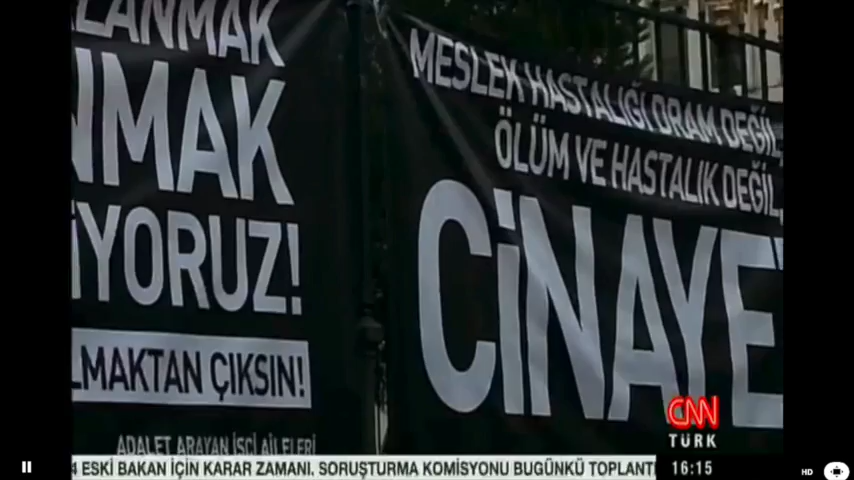 LANMAK
NMAK
İYORUZ!
LMAKTAN ÇIKSIN!
ADALET ARAYAN İŞÇİ AİLELERİ
MESLEK HASTALIĞI DRAM DEĞİL,
ÖLÜM VE HASTALIK DEĞİL,
CİNAYET
CNN
TÜRK
4 ESKİ BAKAN İÇİN KARAR ZAMANI. SORUŞTURMA KOMİSYONU BUGÜNKÜ TOPLANTI
16:15
HD